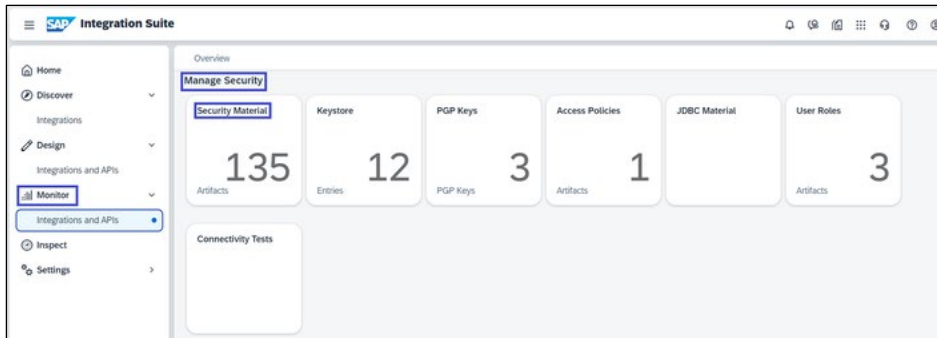 SAP Integration Suite
Home
Discover
Integrations
Design
Integrations and APIs
Monitor
Integrations and APIs
Inspect
Settings
Overview
Manage Security
Security Material
135
Artifacts
Keystore
12
Entries
PGP Keys
3
PGP Keys
Access Policies
1
Artifacts
JDBC Material
User Roles
3
Artifacts
Connectivity Tests